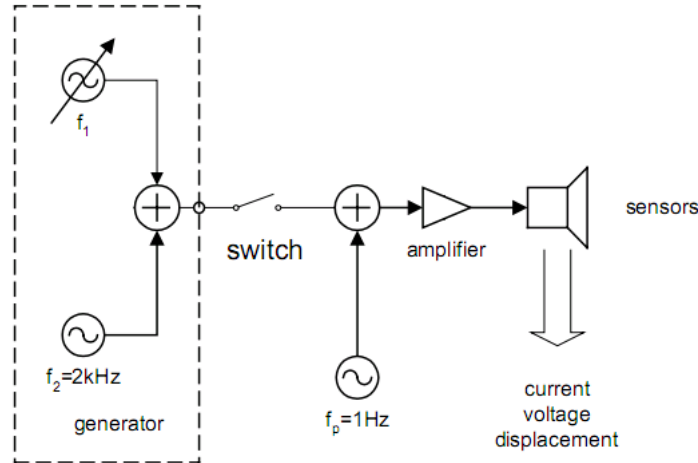 f1
sensors
switch
amplifier
f2=2kHz
generator
fp=1Hz
current
voltage
displacement